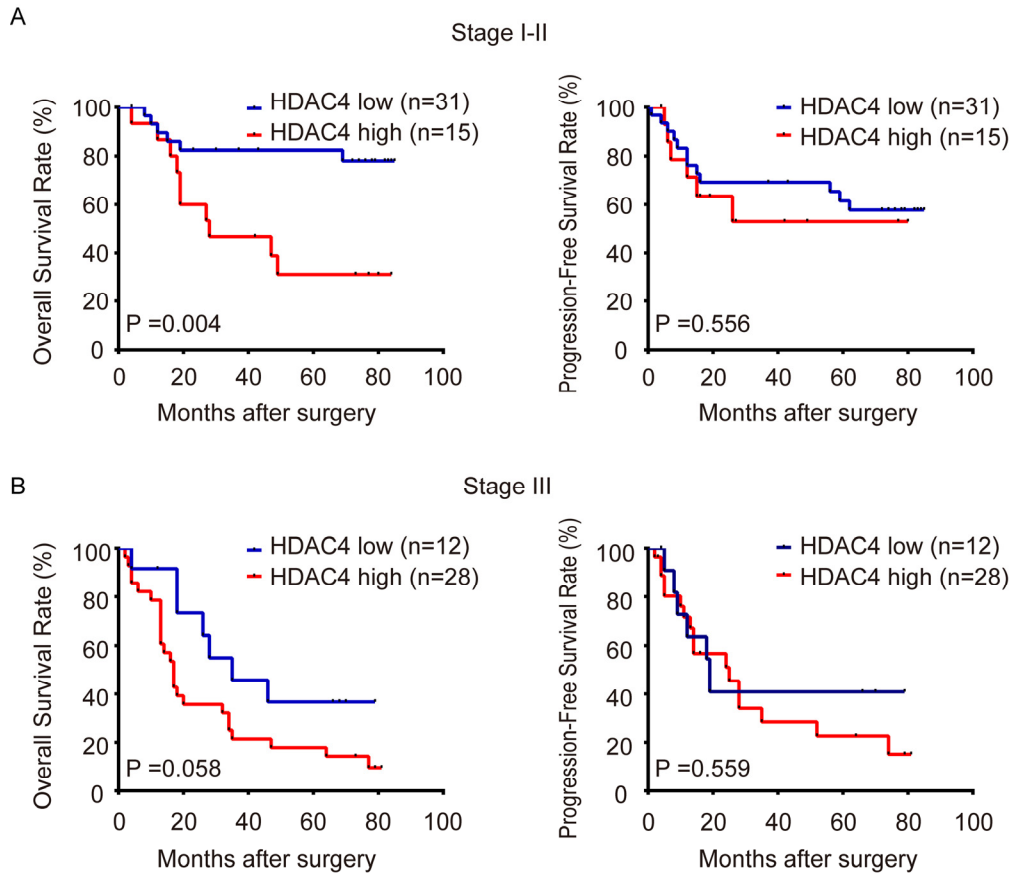 A
Stage I-II
Overall Survival Rate (%)
100
80
60
40
20
0
HDAC4 low (n=31)
HDAC4 high (n=15)
P =0.004
0 20 40 60 80 100
Months after surgery
Progression-Free Survival Rate (%)
100
80
60
40
20
0
HDAC4 low (n=31)
HDAC4 high (n=15)
P =0.556
0 20 40 60 80 100
Months after surgery
B
Stage III
Overall Survival Rate (%)
100
80
60
40
20
0
HDAC4 low (n=12)
HDAC4 high (n=28)
P =0.058
0 20 40 60 80 100
Months after surgery
Progression-Free Survival Rate (%)
100
80
60
40
20
0
HDAC4 low (n=12)
HDAC4 high (n=28)
P =0.559
0 20 40 60 80 100
Months after surgery